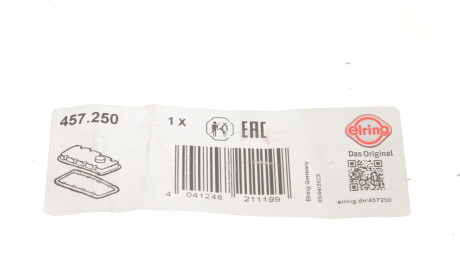 457.250
1 x
EAC
elring
Das Original
4 041248 211199
Elring Germany
elring.de/457250